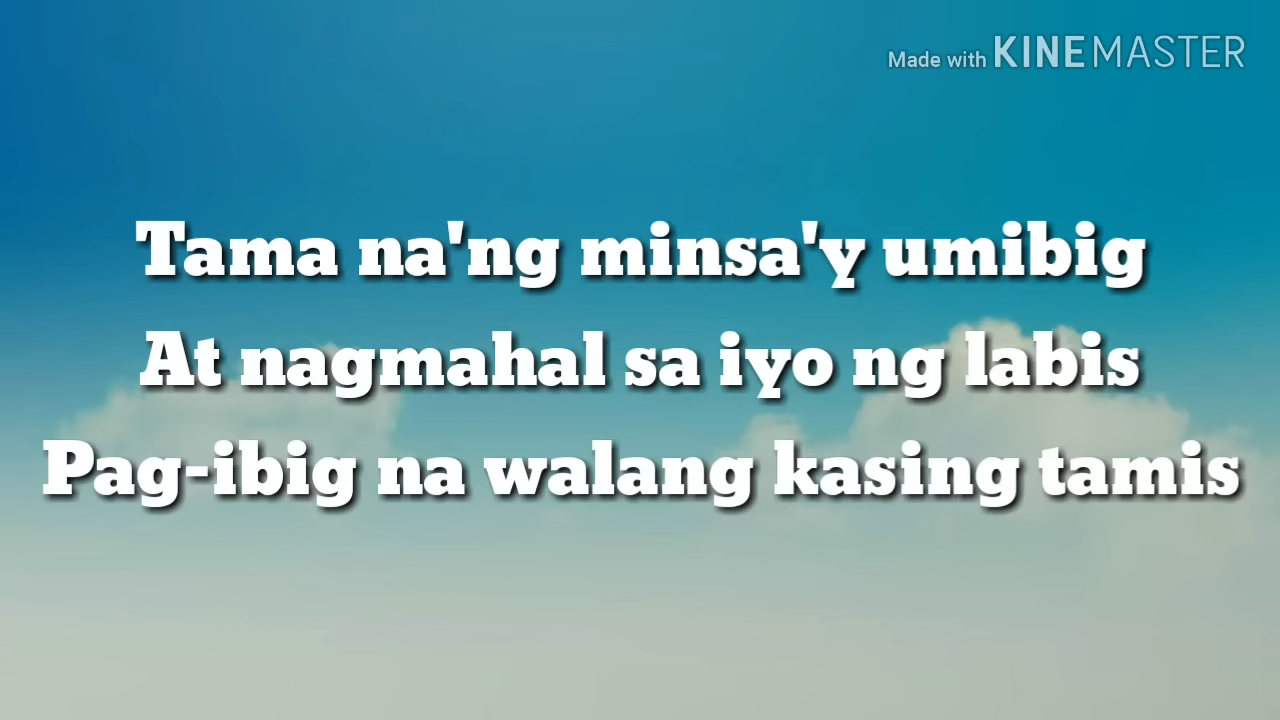 Made with KINEMASTER
Tama na'ng minsa'y umibig
At nagmahal sa iyo ng labis
Pag-ibig na walang kasing tamis